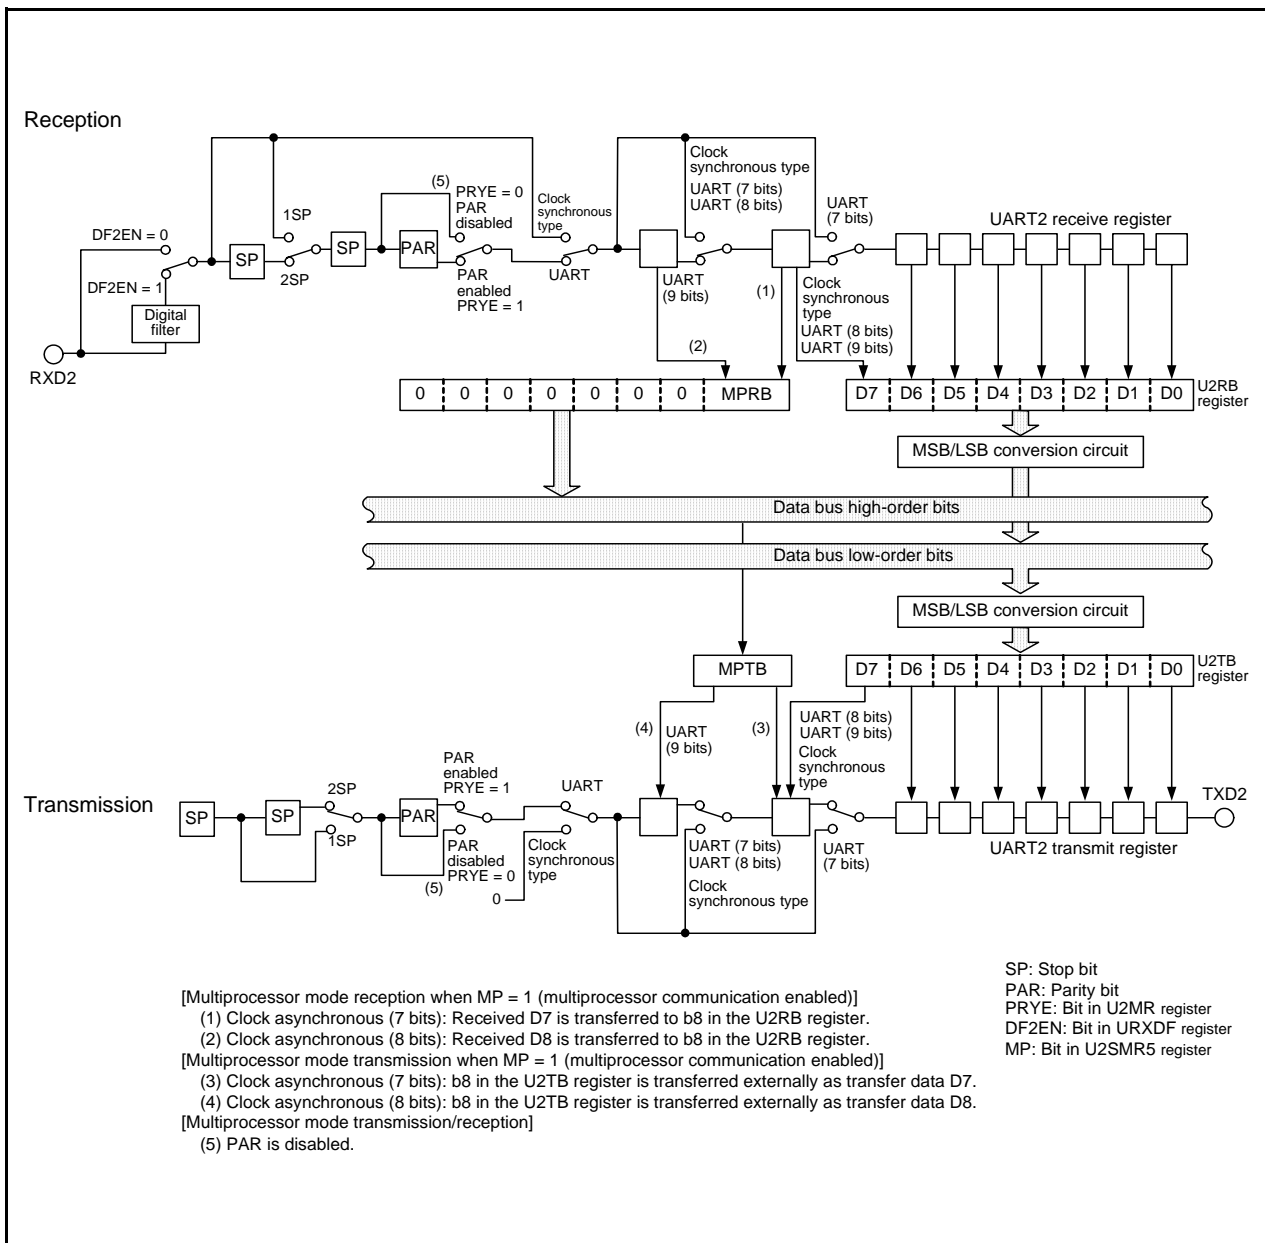 Reception
(5)
PRYE = 0
PAR
disabled
Clock
synchronous
type
Clock
synchronous type
UART (7 bits)
UART (8 bits)
UART
(7 bits)
UART2 receive register
1SP
DF2EN = 0
SP
SP
PAR
2SP
UART
DF2EN = 1
PAR
enabled
PRYE = 1
UART
(9 bits)
(1)
Clock
synchronous
type
UART (8 bits)
UART (9 bits)
Digital
filter
(2)
RXD2
0 0 0 0 0 0 0 MPRB
D7 D6 D5 D4 D3 D2 D1 D0
U2RB
register
MSB/LSB conversion circuit
Data bus high-order bits
Data bus low-order bits
MSB/LSB conversion circuit
MPTB
D7 D6 D5 D4 D3 D2 D1 D0
U2TB
register
(4)
UART
(9 bits)
(3)
UART (8 bits)
UART (9 bits)
Clock
synchronous
type
PAR
enabled
PRYE = 1
UART
2SP
Transmission
SP
SP
PAR
TXD2
1SP
(5)
PAR
disabled
PRYE = 0
0
Clock
synchronous
type
UART (7 bits)
UART (8 bits)
Clock
synchronous type
UART
(7 bits)
UART2 transmit register
SP: Stop bit
PAR: Parity bit
PRYE: Bit in U2MR register
DF2EN: Bit in URXDF register
MP: Bit in U2SMR5 register
[Multiprocessor mode reception when MP = 1 (multiprocessor communication enabled)]
(1) Clock asynchronous (7 bits): Received D7 is transferred to b8 in the U2RB register.
(2) Clock asynchronous (8 bits): Received D8 is transferred to b8 in the U2RB register.
[Multiprocessor mode transmission when MP = 1 (multiprocessor communication enabled)]
(3) Clock asynchronous (7 bits): b8 in the U2TB register is transferred externally as transfer data D7.
(4) Clock asynchronous (8 bits): b8 in the U2TB register is transferred externally as transfer data D8.
[Multiprocessor mode transmission/reception]
(5) PAR is disabled.